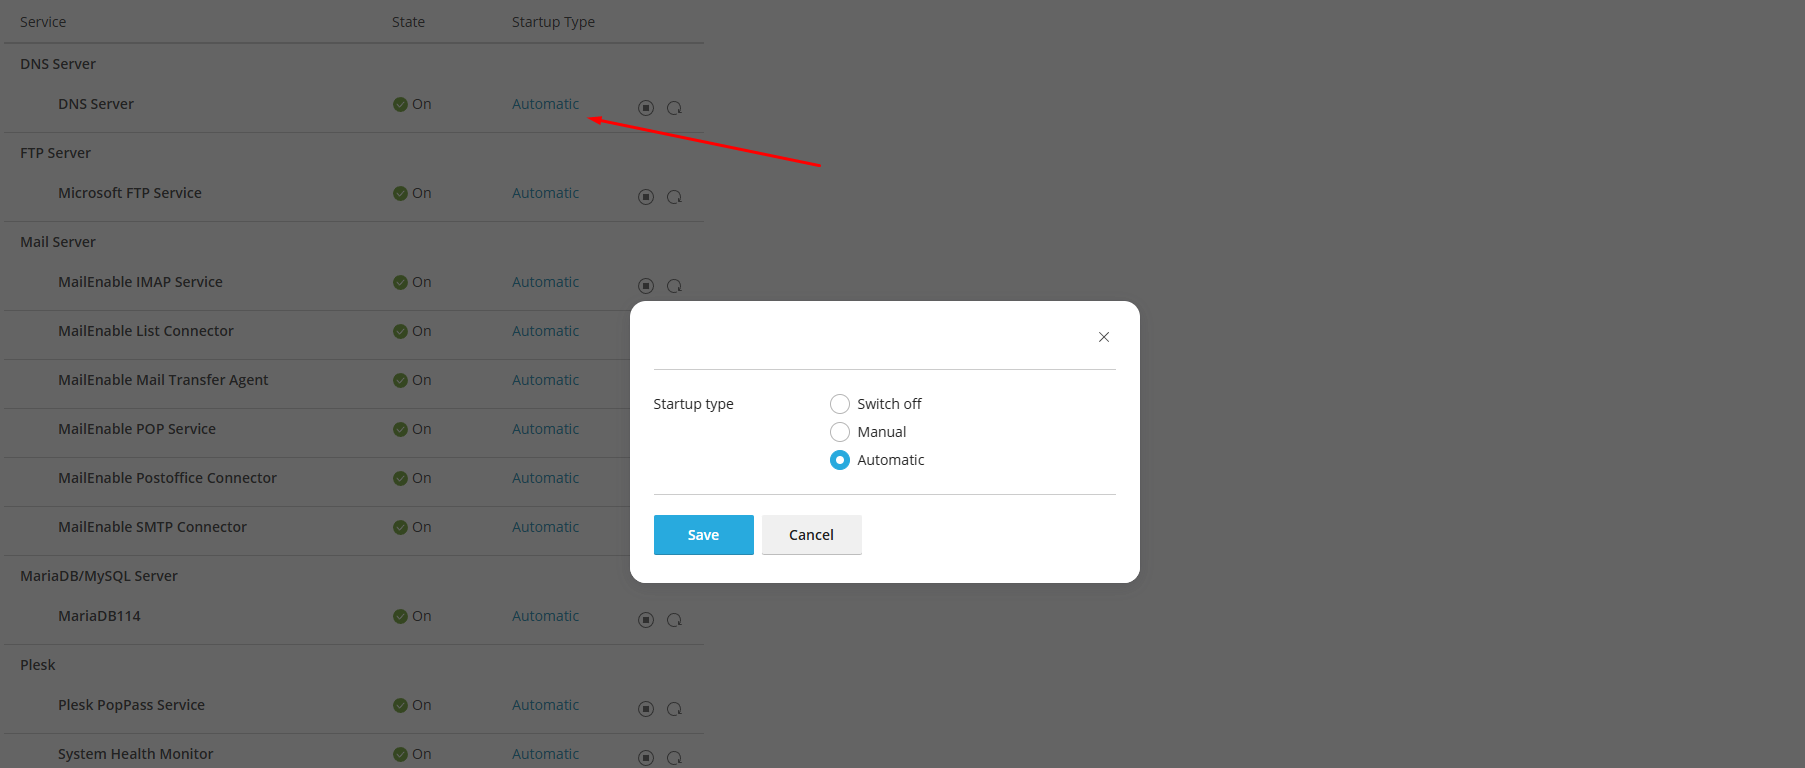 Service State Startup Type
DNS Server
DNS Server On Automatic
FTP Server
Microsoft FTP Service On Automatic
Mail Server
MailEnable IMAP Service On Automatic
MailEnable List Connector On Automatic
MailEnable Mail Transfer Agent On Automatic
MailEnable POP Service On Automatic
MailEnable Postoffice Connector On Automatic
MailEnable SMTP Connector On Automatic
MariaDB/MySQL Server
MariaDB114 On Automatic
Plesk
Plesk PopPass Service On Automatic
System Health Monitor On Automatic
Startup type Switch off
Manual
Automatic
Save Cancel